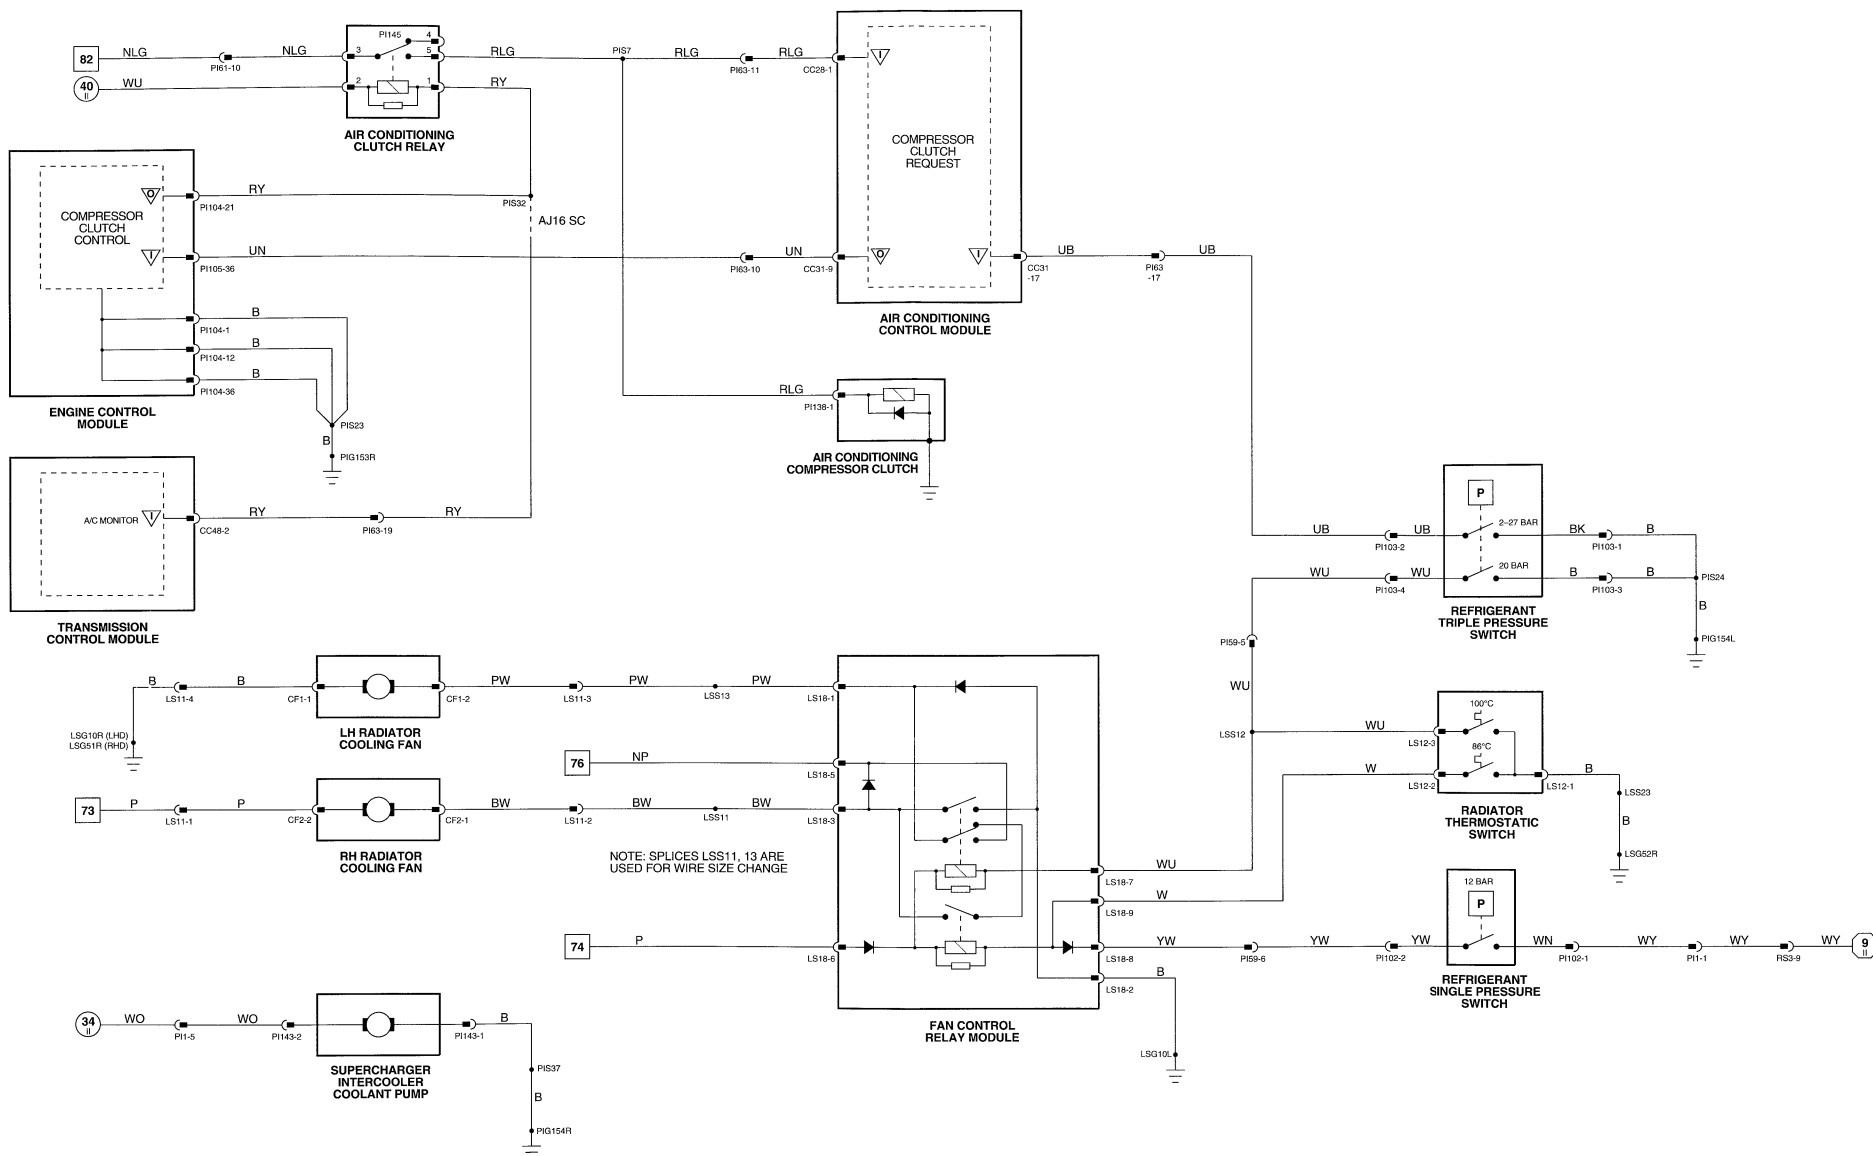 82
NLG
PI61-10
NLG
3
PI145
4
5
RLG
PIS7
RLG
PI63-11
RLG
CC28-1
I
40
II
WU
2
1
RY
AIR CONDITIONING
CLUTCH RELAY
COMPRESSOR
CLUTCH
REQUEST
O
RY
PI104-21
PIS32
AJ16 SC
COMPRESSOR
CLUTCH
CONTROL
I
UN
PI105-36
PI63-10
UN
CC31-9
O
I
CC31
-17
UB
PI63
-17
UB
AIR CONDITIONING
CONTROL MODULE
B
PI104-1
B
PI104-12
B
PI104-36
ENGINE CONTROL
MODULE
PIS23
B
PIG153R
RLG
PI138-1
AIR CONDITIONING
COMPRESSOR CLUTCH
A/C MONITOR
I
CC48-2
RY
PI63-19
RY
TRANSMISSION
CONTROL MODULE
P
2–27 BAR
UB
PI103-2
UB
BK
PI103-1
B
20 BAR
WU
PI103-4
WU
B
PI103-3
B
PIS24
B
PIG154L
REFRIGERANT
TRIPLE PRESSURE
SWITCH
PI59-5
WU
LSS12
B
LS11-4
B
CF1-1
CF1-2
PW
LS11-3
PW
LSS13
PW
LS18-1
LSG10R (LHD)
LSG51R (RHD)
LH RADIATOR
COOLING FAN
76
NP
LS18-5
73
P
LS11-1
P
CF2-2
CF2-1
BW
LS11-2
BW
LSS11
BW
LS18-3
RH RADIATOR
COOLING FAN
NOTE: SPLICES LSS11, 13 ARE
USED FOR WIRE SIZE CHANGE
100°C
WU
LS12-3
86°C
W
LS12-2
LS12-1
B
LSS23
B
LSG52R
RADIATOR
THERMOSTATIC
SWITCH
WU
LS18-7
W
LS18-9
74
P
LS18-6
LS18-8
YW
PI59-6
YW
PI102-2
YW
12 BAR
P
WN
PI102-1
WY
PI1-1
WY
RS3-9
WY
9
II
REFRIGERANT
SINGLE PRESSURE
SWITCH
B
LS18-2
LSG10L
FAN CONTROL
RELAY MODULE
34
II
WO
PI1-5
WO
PI143-2
PI143-1
B
PIS37
B
PIG154R
SUPERCHARGER
INTERCOOLER
COOLANT PUMP